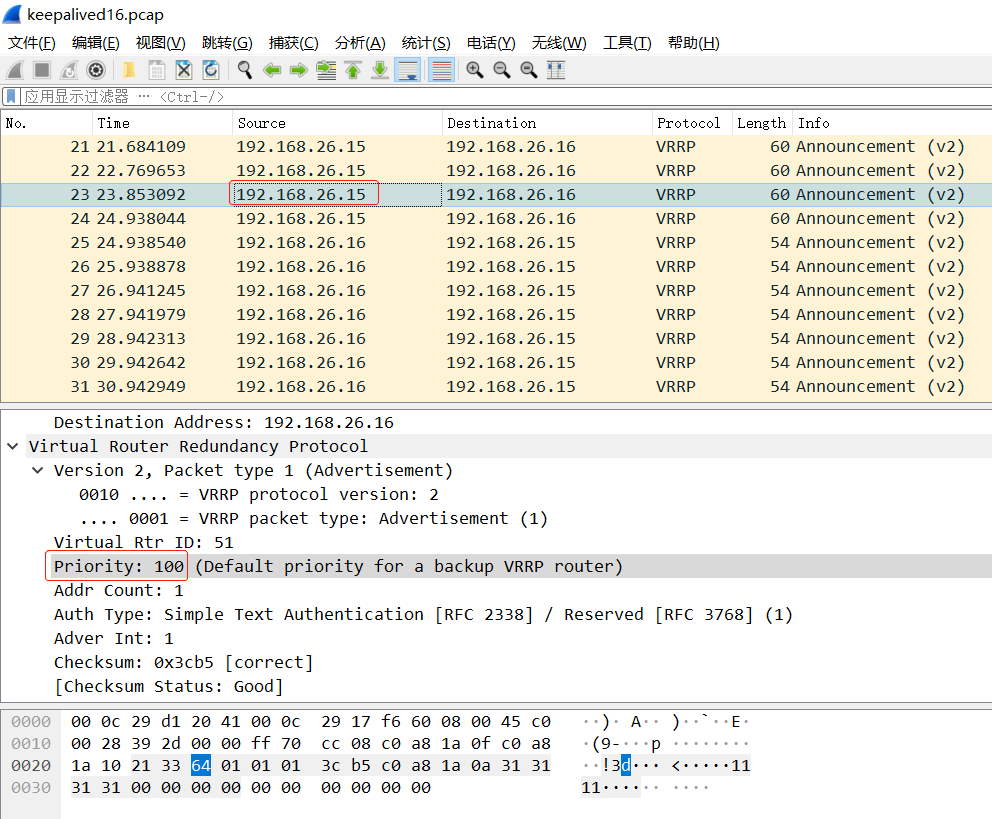 keepalived16.pcap
文件(F) 编辑(E) 视图(V) 跳转(G) 捕获(C) 分析(A) 统计(S) 电话(Y) 无线(W) 工具(T) 帮助(H)
应用显示过滤器 … <Ctrl-/>
No. Time Source Destination Protocol Length Info
21 21.684109 192.168.26.15 192.168.26.16 VRRP 60 Announcement (v2)
22 22.769653 192.168.26.15 192.168.26.16 VRRP 60 Announcement (v2)
23 23.853092 192.168.26.15 192.168.26.16 VRRP 60 Announcement (v2)
24 24.938044 192.168.26.15 192.168.26.16 VRRP 60 Announcement (v2)
25 24.938540 192.168.26.16 192.168.26.15 VRRP 54 Announcement (v2)
26 25.938878 192.168.26.16 192.168.26.15 VRRP 54 Announcement (v2)
27 26.941245 192.168.26.16 192.168.26.15 VRRP 54 Announcement (v2)
28 27.941979 192.168.26.16 192.168.26.15 VRRP 54 Announcement (v2)
29 28.942313 192.168.26.16 192.168.26.15 VRRP 54 Announcement (v2)
30 29.942642 192.168.26.16 192.168.26.15 VRRP 54 Announcement (v2)
31 30.942949 192.168.26.16 192.168.26.15 VRRP 54 Announcement (v2)
Destination Address: 192.168.26.16
Virtual Router Redundancy Protocol
Version 2, Packet type 1 (Advertisement)
0010 .... = VRRP protocol version: 2
.... 0001 = VRRP packet type: Advertisement (1)
Virtual Rtr ID: 51
Priority: 100 (Default priority for a backup VRRP router)
Addr Count: 1
Auth Type: Simple Text Authentication [RFC 2338] / Reserved [RFC 3768] (1)
Adver Int: 1
Checksum: 0x3cb5 [correct]
[Checksum Status: Good]
0000 00 0c 29 d1 20 41 00 0c 29 17 f6 60 08 00 45 c0 ··)· A·· )··`··E·
0010 00 28 39 2d 00 00 ff 70 cc 08 c0 a8 1a 0f c0 a8 ·(9-···p ········
0020 1a 10 21 33 64 01 01 01 3c b5 c0 a8 1a 0a 31 31 ··!3d··· <·····11
0030 31 31 00 00 00 00 00 00 00 00 00 00 11······ ····